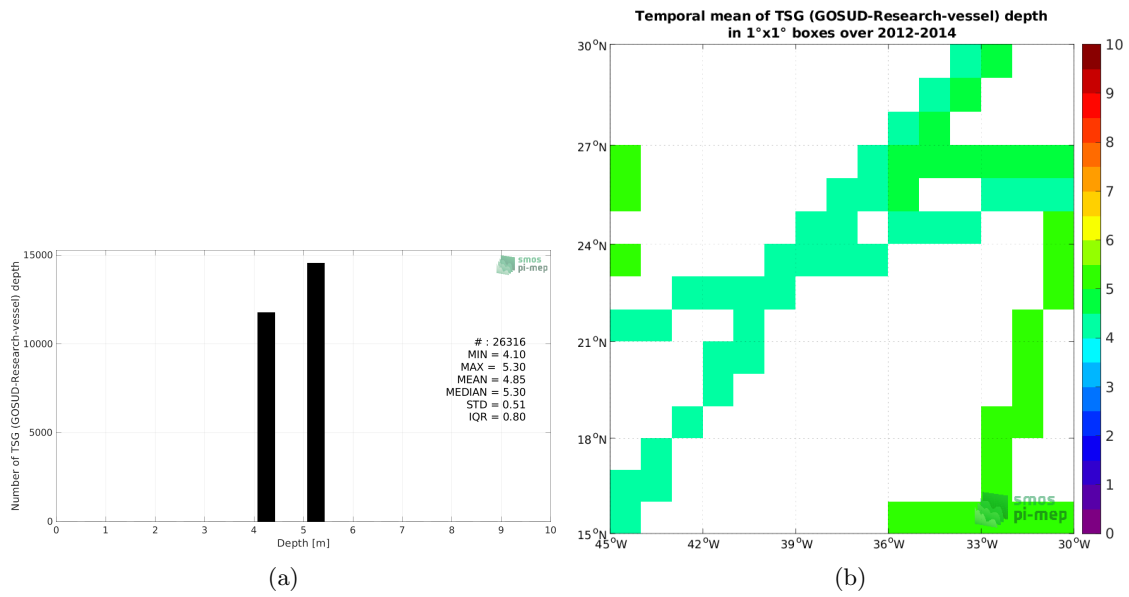 Number of TSG (GOSUD-Research-vessel) depth
15000
10000
5000
0
smos
pi-mep
# : 26316
MIN = 4.10
MAX = 5.30
MEAN = 4.85
MEDIAN = 5.30
STD = 0.51
IQR = 0.80
0 1 2 3 4 5 6 7 8 9 10
Depth [m]
(a)
Temporal mean of TSG (GOSUD-Research-vessel) depth
in 1°x1° boxes over 2012-2014
30°N
27°N
24°N
21°N
18°N
15°N
45°W 42°W 39°W 36°W 33°W 30°W
smos
pi-mep
10
9
8
7
6
5
4
3
2
1
0
(b)